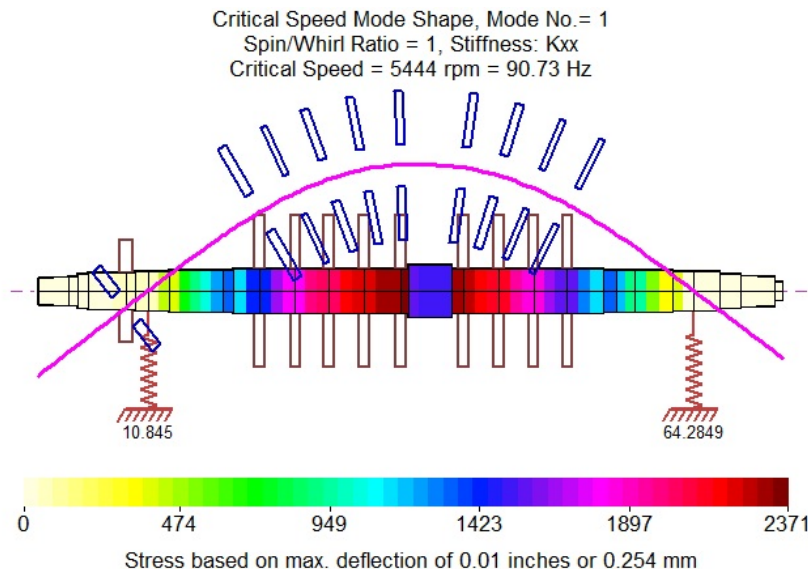 Critical Speed Mode Shape, Mode No.= 1
Spin/Whirl Ratio = 1, Stiffness: Kxx
Critical Speed = 5444 rpm = 90.73 Hz
10.845 64.2849
0 474 949 1423 1897 2371
Stress based on max. deflection of 0.01 inches or 0.254 mm